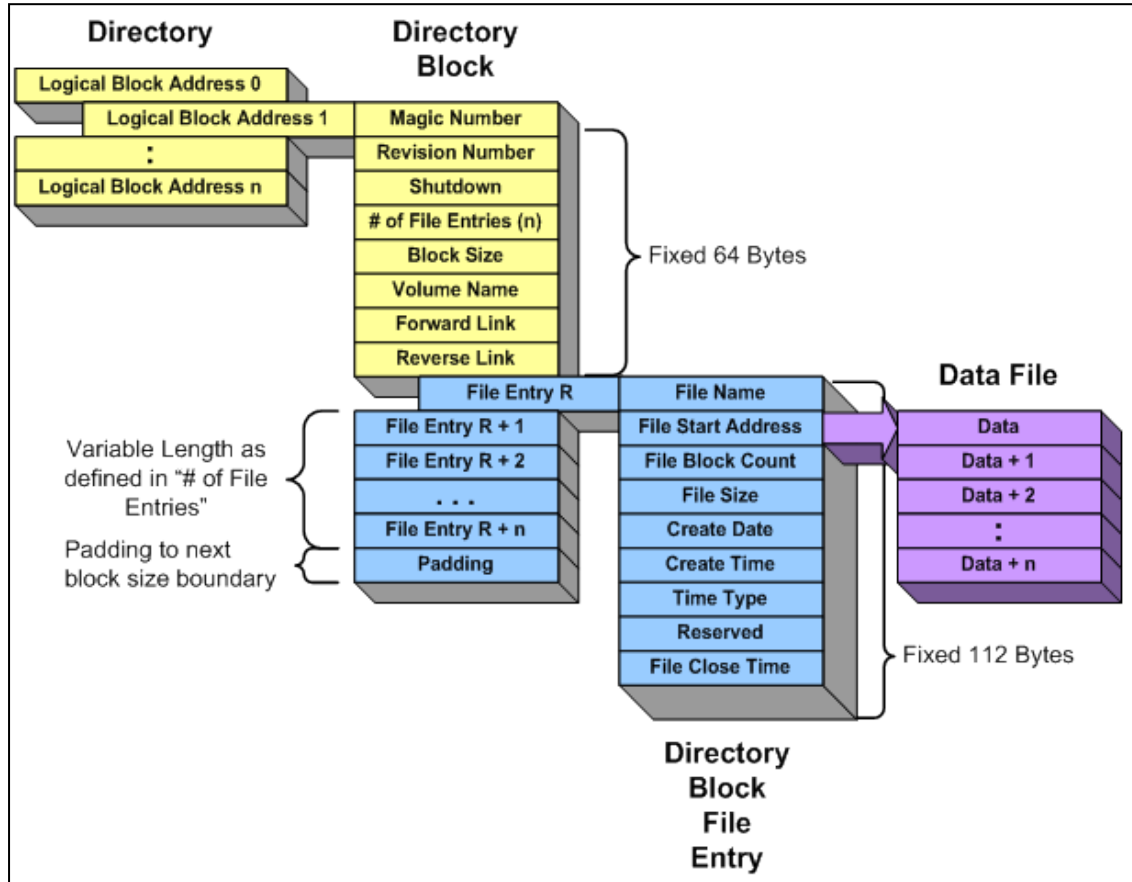 Directory
Logical Block Address 0
Logical Block Address 1
:
Logical Block Address n
Directory
Block
Magic Number
Revision Number
Shutdown
# of File Entries (n)
Block Size
Volume Name
Forward Link
Reverse Link
Fixed 64 Bytes
File Entry R
File Entry R + 1
File Entry R + 2
. . .
File Entry R + n
Padding
Variable Length as
defined in “# of File
Entries”
Padding to next
block size boundary
File Name
File Start Address
File Block Count
File Size
Create Date
Create Time
Time Type
Reserved
File Close Time
Fixed 112 Bytes
Directory
Block
File
Entry
Data File
Data
Data + 1
Data + 2
:
Data + n